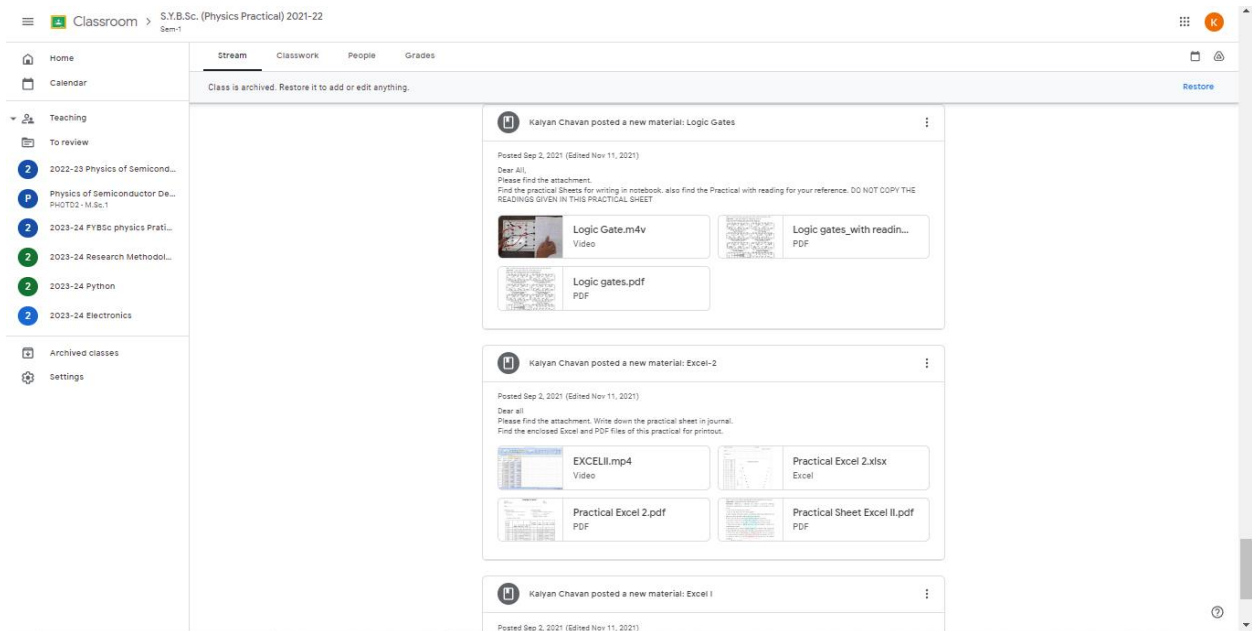 Classroom
S.Y.B.Sc. (Physics Practical) 2021-22
Sem-1
K
Home
Calendar
Teaching
To review
2 2022-23 Physics of Semicond...
P Physics of Semiconductor De...
PHOTD2 - M.Sc.1
2 2023-24 FYBSc physics Prati...
2 2023-24 Research Methodol...
2 2023-24 Python
2 2023-24 Electronics
Archived classes
Settings
Stream Classwork People Grades
Class is archived. Restore it to add or edit anything. Restore
Kalyan Chavan posted a new material: Logic Gates
Posted Sep 2, 2021 (Edited Nov 11, 2021)
Dear All,
Please find the attachment.
Find the practical Sheets for writing in notebook. also find the Practical with reading for your reference. DO NOT COPY THE
READINGS GIVEN IN THIS PRACTICAL SHEET
Logic Gate.m4v
Video
Logic gates_with readin...
PDF
Logic gates.pdf
PDF
Kalyan Chavan posted a new material: Excel-2
Posted Sep 2, 2021 (Edited Nov 11, 2021)
Dear all
Please find the attachment. Write down the practical sheet in journal.
Find the enclosed Excel and PDF files of this practical for printout.
EXCELII.mp4
Video
Practical Excel 2.xlsx
Excel
Practical Excel 2.pdf
PDF
Practical Sheet Excel II.pdf
PDF
Kalyan Chavan posted a new material: Excel I
Posted Sep 2, 2021 (Edited Nov 11, 2021)